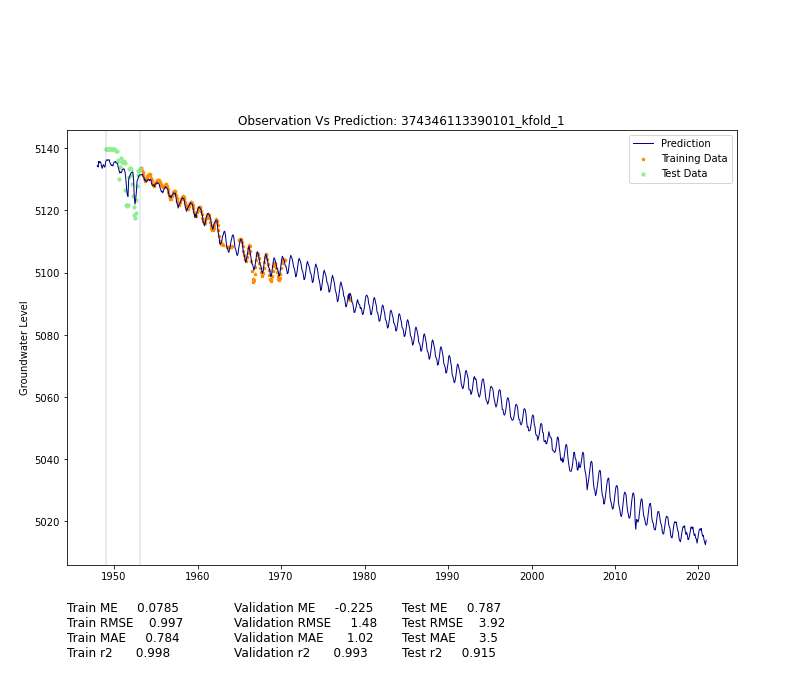 Observation Vs Prediction: 374346113390101_kfold_1
Prediction
Training Data
Test Data
Groundwater Level
5140
5120
5100
5080
5060
5040
5020
1950 1960 1970 1980 1990 2000 2010 2020
Train ME 0.0785 Validation ME -0.225 Test ME 0.787
Train RMSE 0.997 Validation RMSE 1.48 Test RMSE 3.92
Train MAE 0.784 Validation MAE 1.02 Test MAE 3.5
Train r2 0.998 Validation r2 0.993 Test r2 0.915